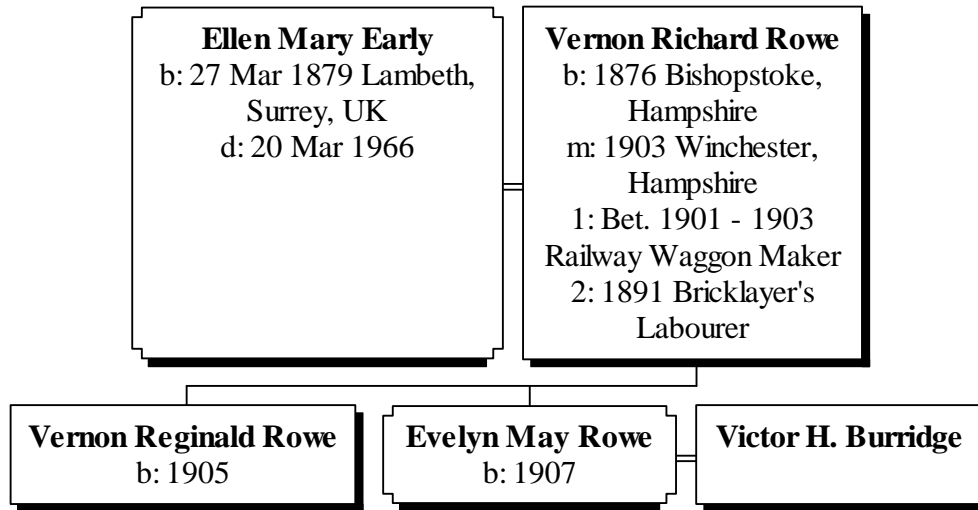 Ellen Mary Early
b: 27 Mar 1879 Lambeth,
Surrey, UK
d: 20 Mar 1966
Vernon Richard Rowe
b: 1876 Bishopstoke,
Hampshire
m: 1903 Winchester,
Hampshire
1: Bet. 1901 - 1903
Railway Waggon Maker
2: 1891 Bricklayer's
Labourer
Vernon Reginald Rowe
b: 1905
Evelyn May Rowe
b: 1907
Victor H. Burridge